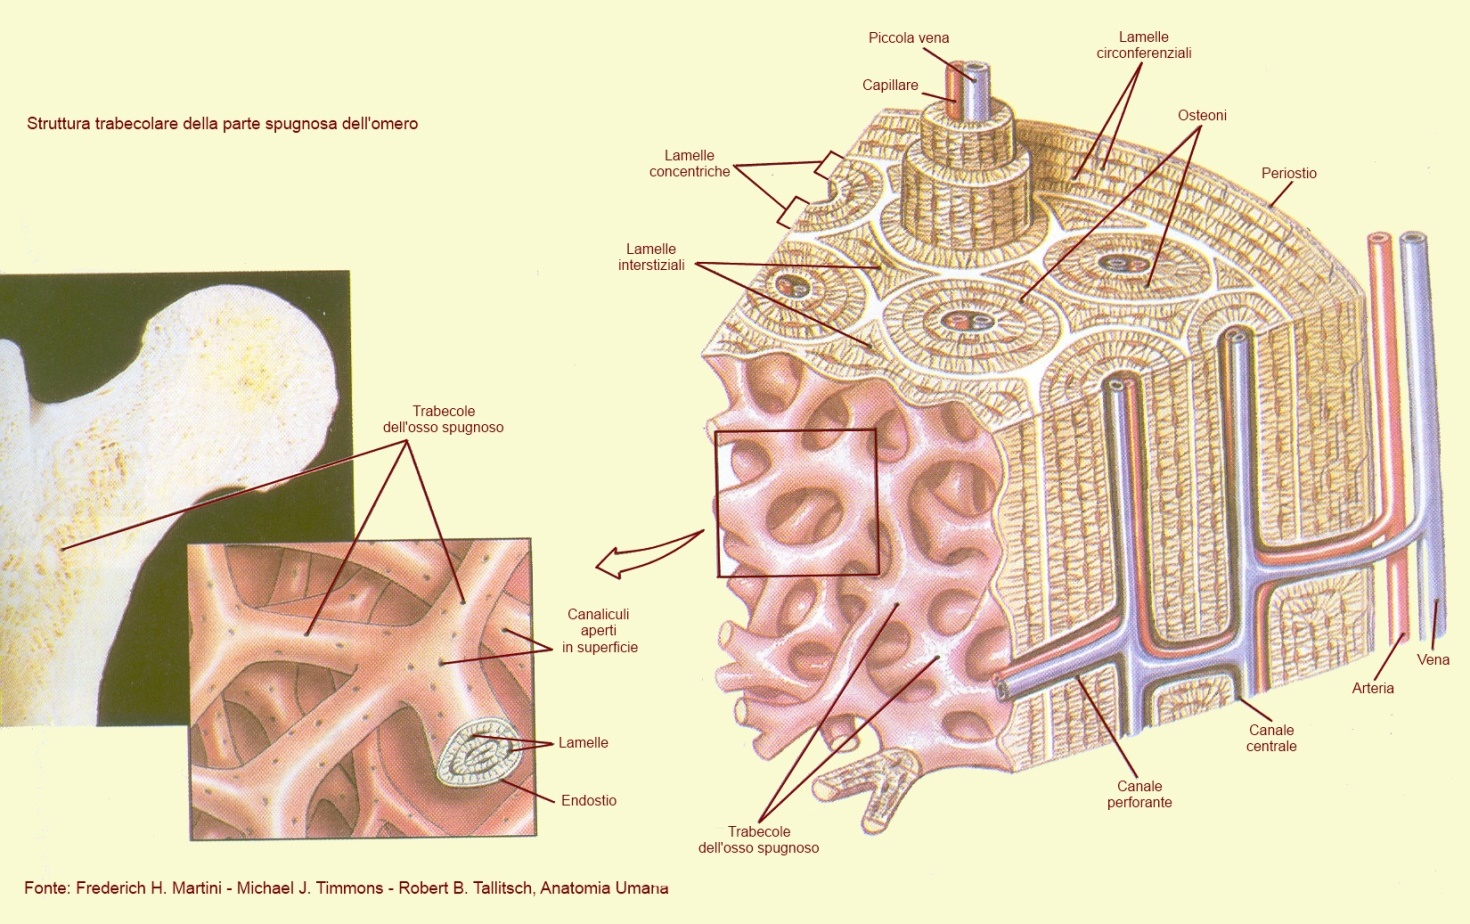 Piccola vena
Lamelle
circonferenziali
Capillare
Osteoni
Struttura trabecolare della parte spugnosa dell'omero
Lamelle
concentriche
Periostio
Lamelle
interstiziali
Trabecole
dell'osso spugnoso
Canaliculi
aperti
in superficie
Vena
Arteria
Lamelle
Canale
centrale
Endostio
Canale
perforante
Trabecole
dell'osso spugnoso
Fonte: Frederich H. Martini - Michael J. Timmons - Robert B. Tallitsch, Anatomia Umana